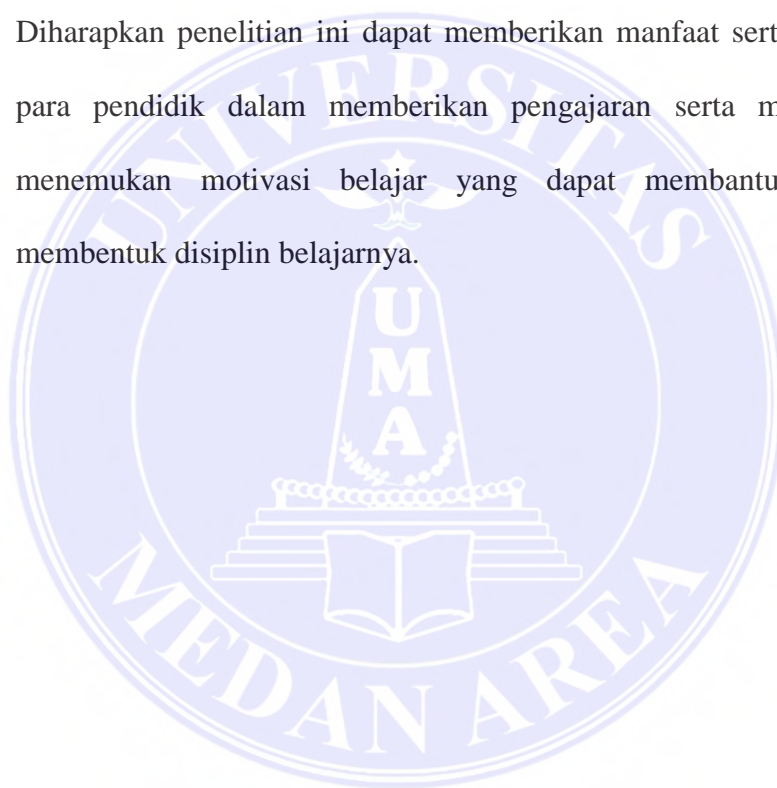 Diharapkan penelitian ini dapat memberikan manfaat sert
para pendidik dalam memberikan pengajaran serta m
menemukan motivasi belajar yang dapat membantu
membentuk disiplin belajarnya.
UNIVERSITAS
U
M
A
MEDAN AREA